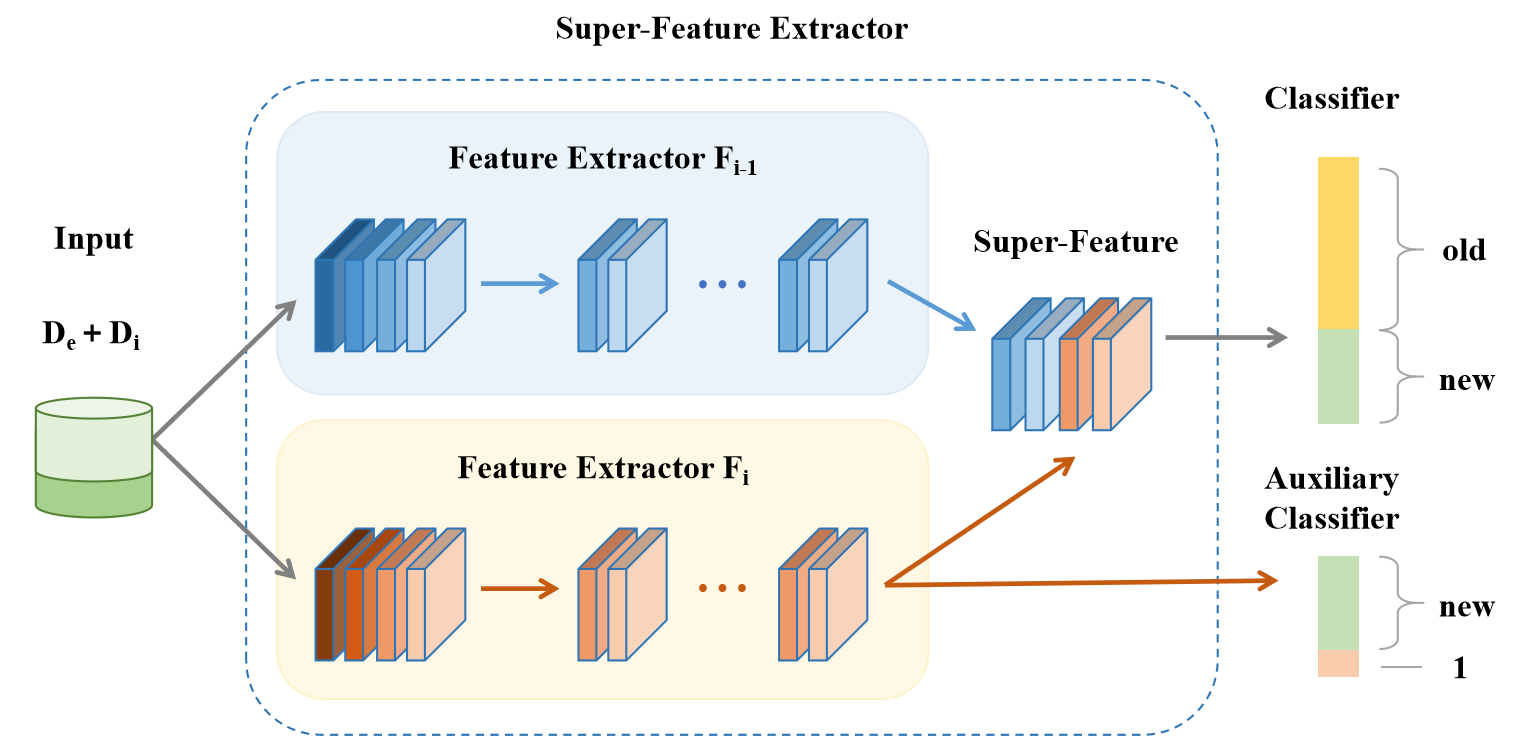 Super-Feature Extractor
Classifier
Feature Extractor F_{i-1}
Input
Super-Feature
old
D_e + D_i
new
Feature Extractor F_i
Auxiliary
Classifier
new
1